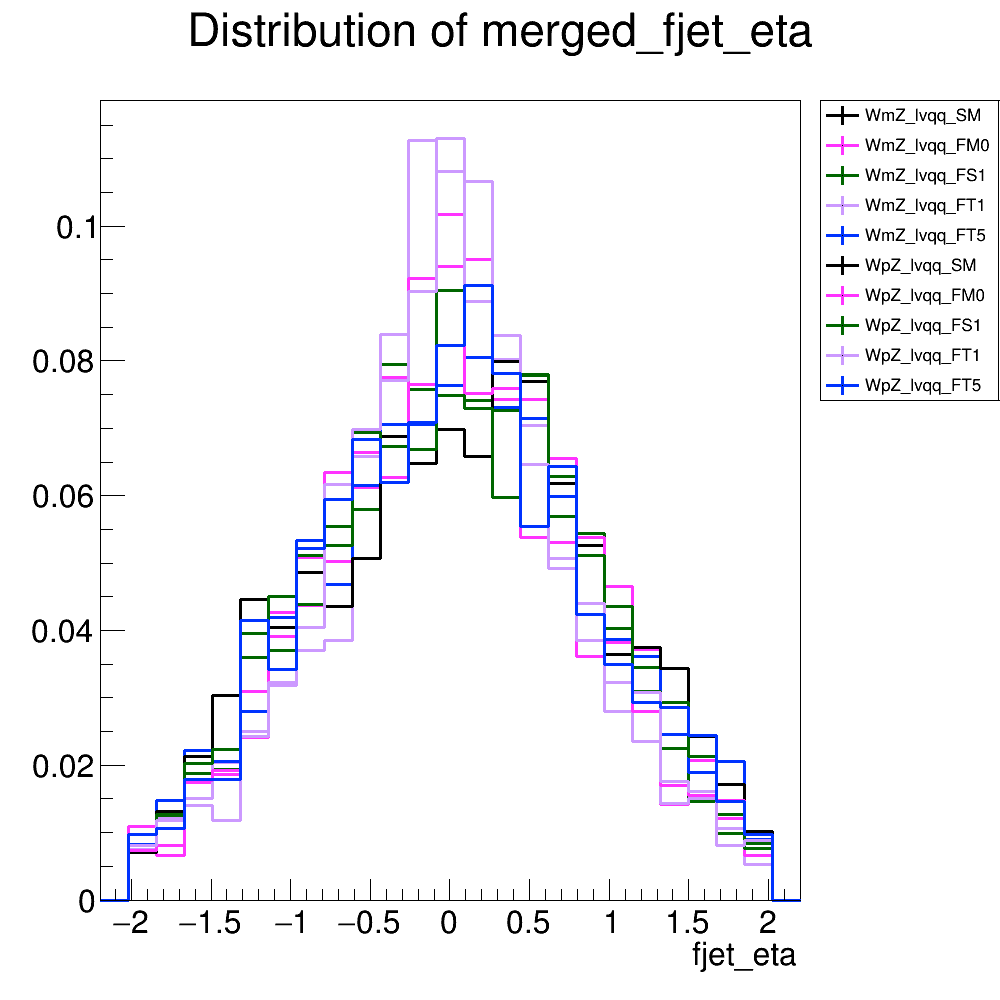 Distribution of merged_fjet_eta
WmZ_lvqq_SM
WmZ_lvqq_FM0
WmZ_lvqq_FS1
WmZ_lvqq_FT1
WmZ_lvqq_FT5
WpZ_lvqq_SM
WpZ_lvqq_FM0
WpZ_lvqq_FS1
WpZ_lvqq_FT1
WpZ_lvqq_FT5
0.1
0.08
0.06
0.04
0.02
0
−2 −1.5 −1 −0.5 0 0.5 1 1.5 2
fjet_eta